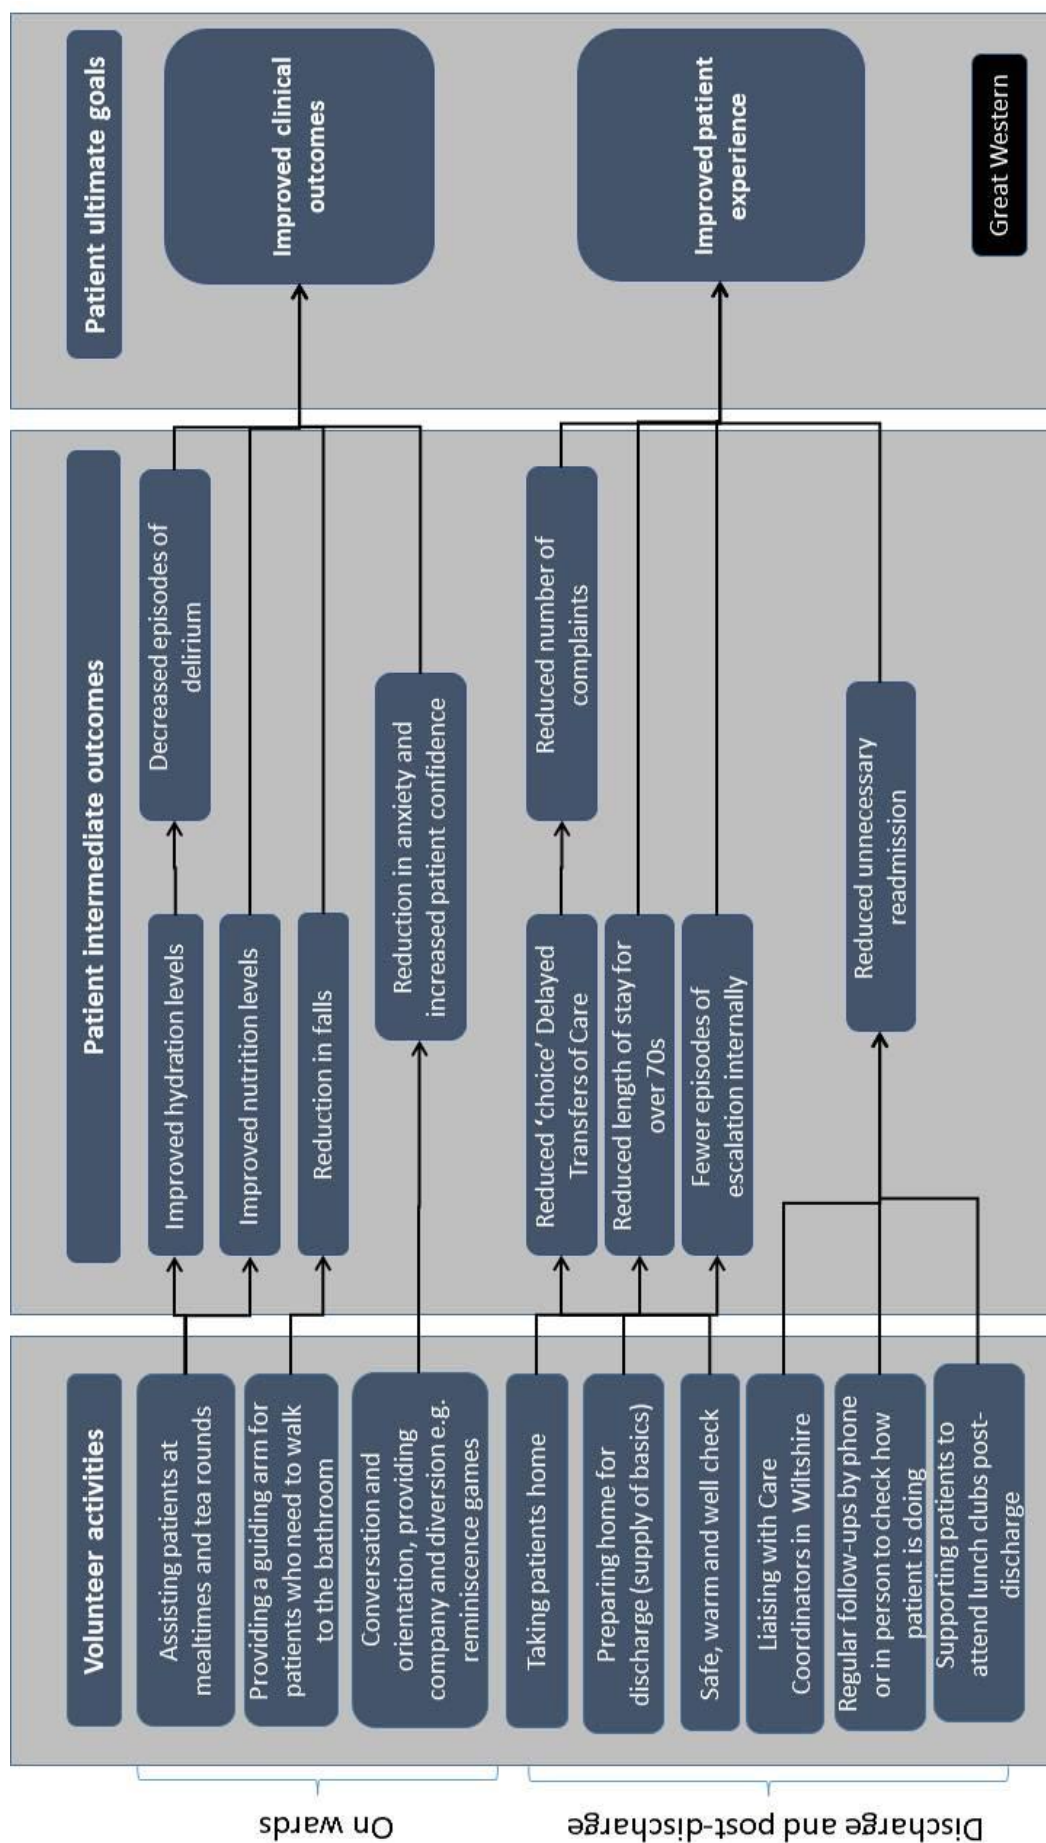 Volunteer activities
Patient intermediate outcomes
Patient ultimate goals
On wards
Assisting patients at
mealtimes and tea rounds
Providing a guiding arm for
patients who need to walk
to the bathroom
Conversation and
orientation, providing
company and diversion e.g.
reminiscence games
Improved hydration levels
Improved nutrition levels
Reduction in falls
Decreased episodes of
delirium
Reduction in anxiety and
increased patient confidence
Improved clinical
outcomes
Discharge and post-discharge
Taking patients home
Preparing home for
discharge (supply of basics)
Safe, warm and well check
Liaising with Care
Coordinators in Wiltshire
Regular follow-ups by phone
or in person to check how
patient is doing
Supporting patients to
attend lunch clubs post-
discharge
Reduced ‘choice’ Delayed
Transfers of Care
Reduced length of stay for
over 70s
Fewer episodes of
escalation internally
Reduced number of
complaints
Reduced unnecessary
readmission
Improved patient
experience
Great Western